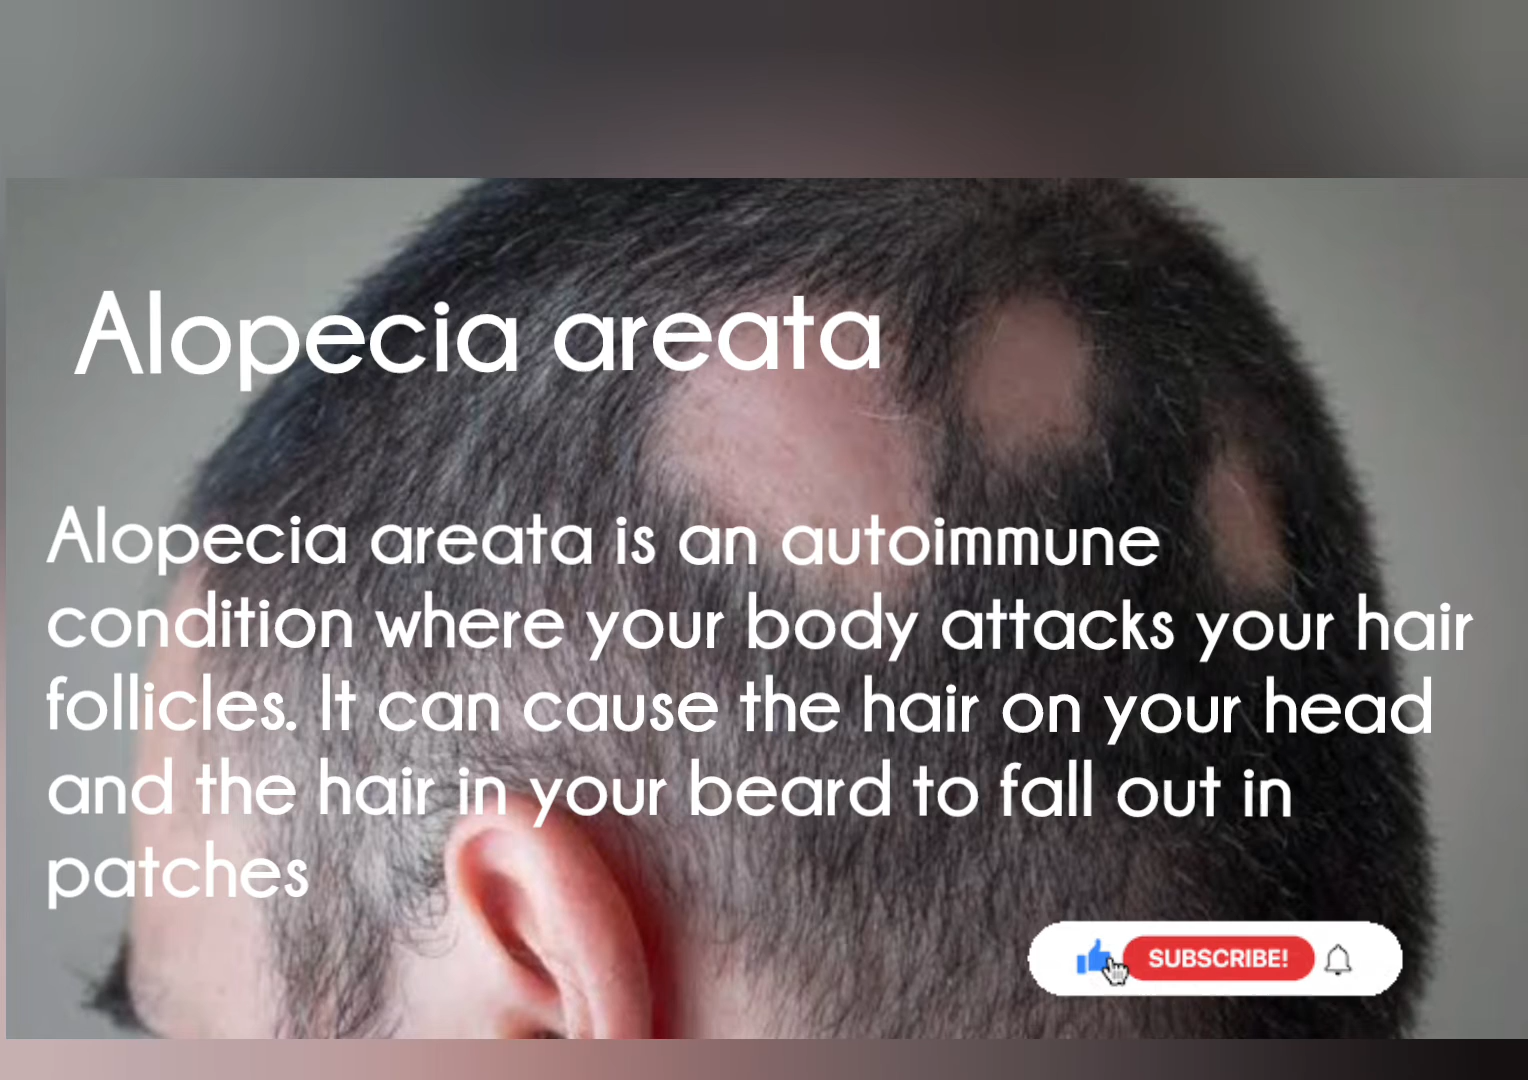 Alopecia areata
Alopecia areata is an autoimmune
condition where your body attacks your hair
follicles. It can cause the hair on your head
and the hair in your beard to fall out in
patches
SUBSCRIBE!